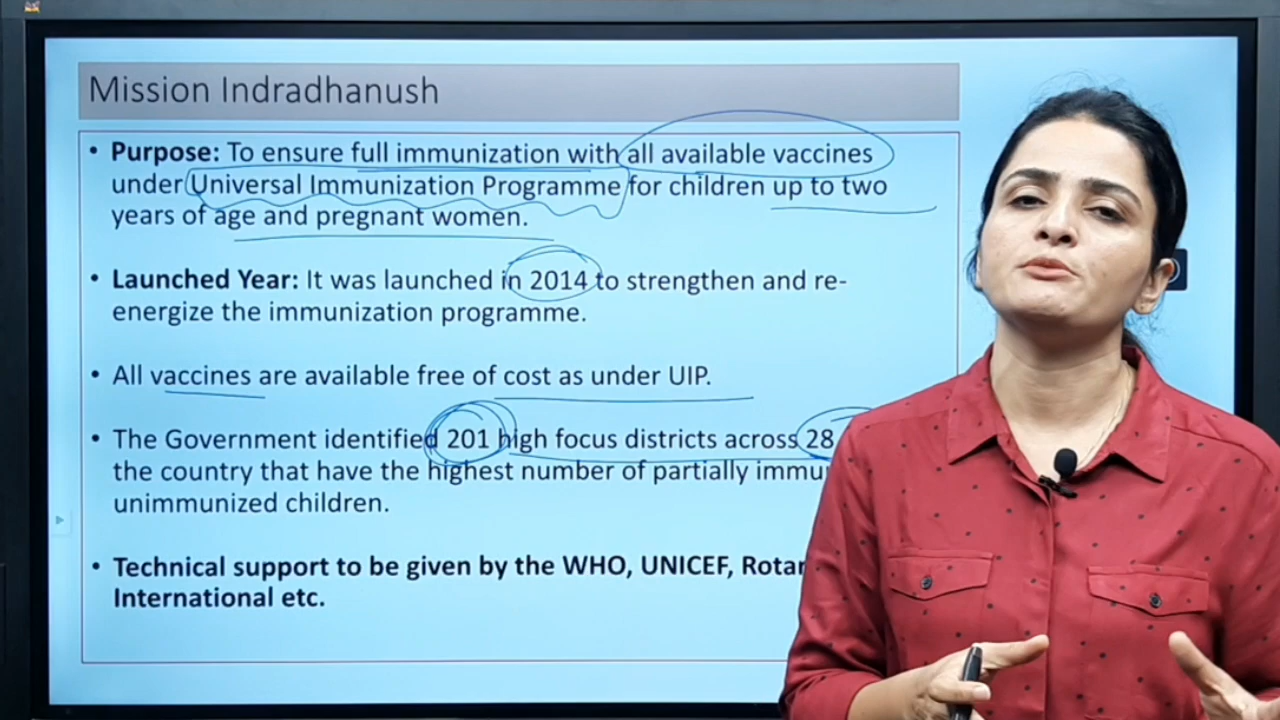 Mission Indradhanush
• Purpose: To ensure full immunization with all available vaccines
under Universal Immunization Programme for children up to two
years of age and pregnant women.
• Launched Year: It was launched in 2014 to strengthen and re-
energize the immunization programme.
• All vaccines are available free of cost as under UIP.
• The Government identified 201 high focus districts across 28
the country that have the highest number of partially
unimmunized children.
• Technical support to be given by the WHO, UNICEF,
International etc.